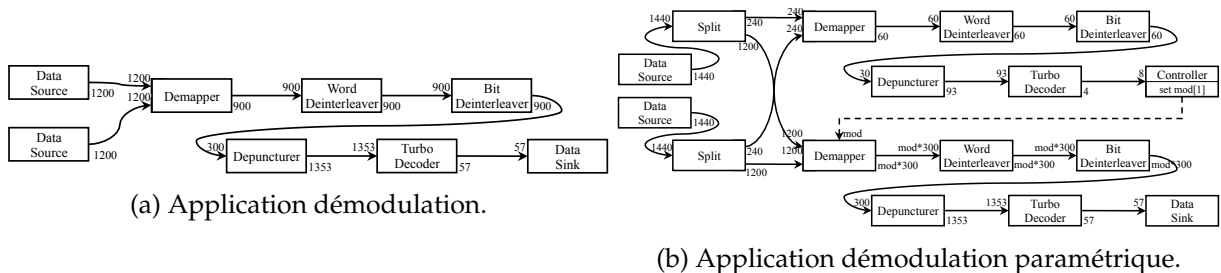 Data
Source
1200
Data
Source
1200
1200
1200
Demapper
900
900
Word
Deinterleaver
900
900
Bit
Deinterleaver
900
300
Depuncturer
1353
1353
Turbo
Decoder
57
57
Data
Sink
(a) Application démodulation.
1440
Split
240
1200
Data
Source
1440
Data
Source
1440
1440
Split
240
1200
240
240
Demapper
60
60
Word
Deinterleaver
60
60
Bit
Deinterleaver
60
30
Depuncturer
93
93
Turbo
Decoder
4
8
Controller
set mod[1]
mod
1200
1200
Demapper
mod*300
mod*300
Word
Deinterleaver
mod*300
mod*300
Bit
Deinterleaver
mod*300
300
Depuncturer
1353
1353
Turbo
Decoder
57
57
Data
Sink
(b) Application démodulation paramétrique.